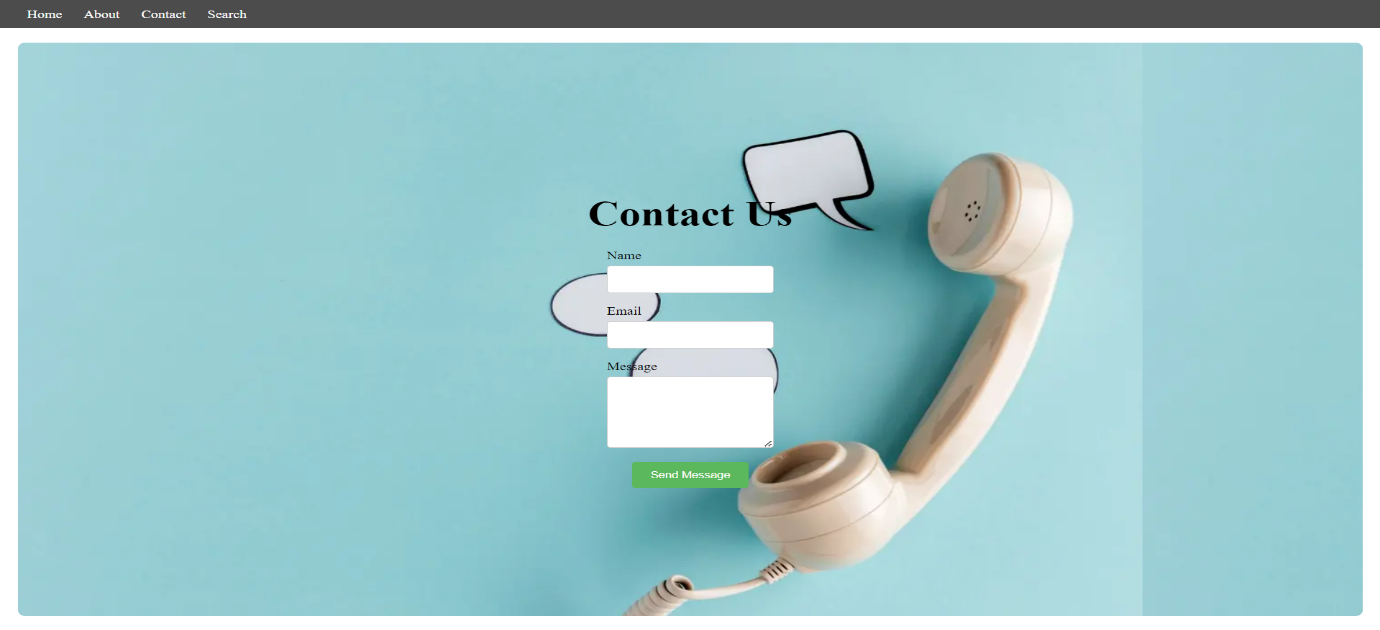 Home About Contact Search
Contact Us
Name
Email
Message
Send Message